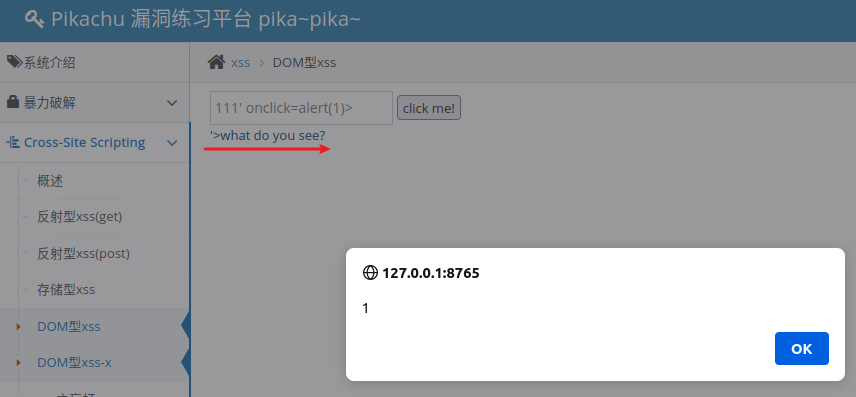 Pikachu 漏洞练习平台 pika~pika~
系统介绍
xss > DOM型xss
暴力破解
111' onclick=alert(1)>
click me!
'>what do you see?
Cross-Site Scripting
概述
反射型xss(get)
反射型xss(post)
存储型xss
DOM型xss
DOM型xss-x
127.0.0.1:8765
1
OK